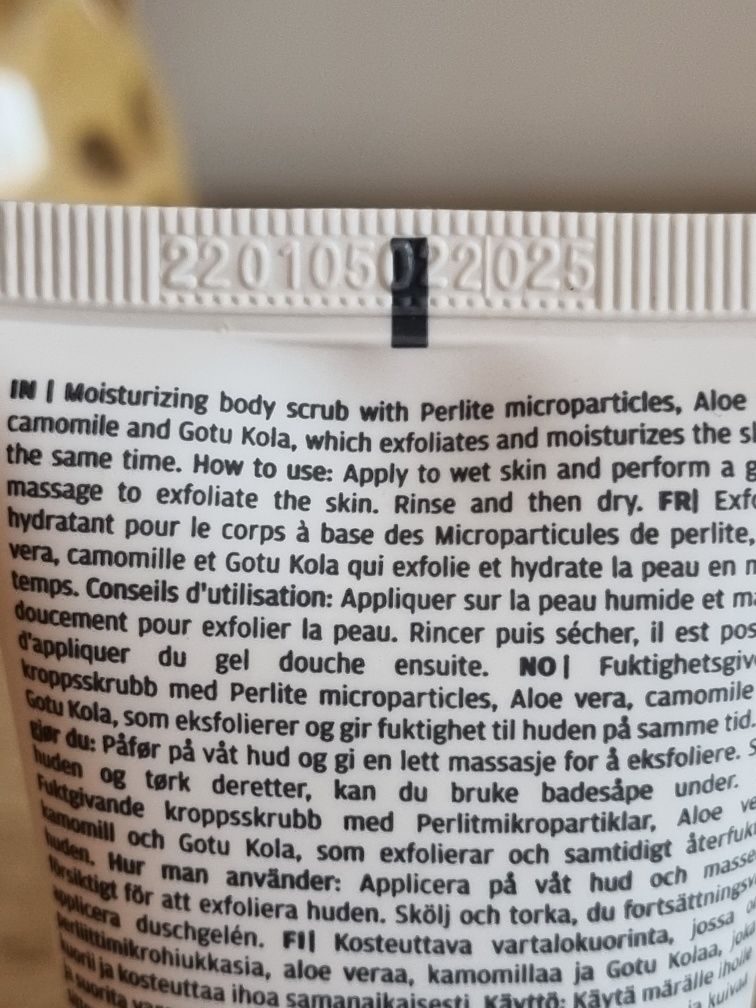 220105022025
IN | Moisturizing body scrub with Perlite microparticles, Aloe
camomile and Gotu Kola, which exfoliates and moisturizes the
the same time. How to use: Apply to wet skin and perform a
massage to exfoliate the skin. Rinse and then dry. FR|
hydratant pour le corps à base des Microparticules de perlite,
vera, camomille et Gotu Kola qui exfolie et hydrate la peau en
temps. Conseils d'utilisation: Appliquer sur la peau humide et
doucement pour exfolier la peau. Rincer puis sécher, il est
d'appliquer du gel douche ensuite. NO|
kroppsskrubb med Perlite microparticles, Aloe vera, camomile
Gotu Kola, som eksfolierer og gir fuktighet til huden på samme tid.
du: Påfør på våt hud og gi en lett massasje for å eksfoliere.
huden og tørk deretter, kan du bruke badesåpe under.
Fuktgivande kroppsskrubb med Perlitmikropartiklar, Aloe
kamomill och Gotu Kola, som exfolierar och samtidigt
huden. Hur man använder: Applicera på våt hud och
försiktigt för att exfoliera huden. Skölj och torka, du
applicera duschgelén. FI| Kosteuttava vartalokuorinta, jossa
perliittimikrohiukkasia, aloe veraa, kamomillaa ja Gotu Kolaa, joka
kuorii ja kosteuttaa ihoa samanaikaisesti. Käyttö: Käytä märälle iholle
ja suorita